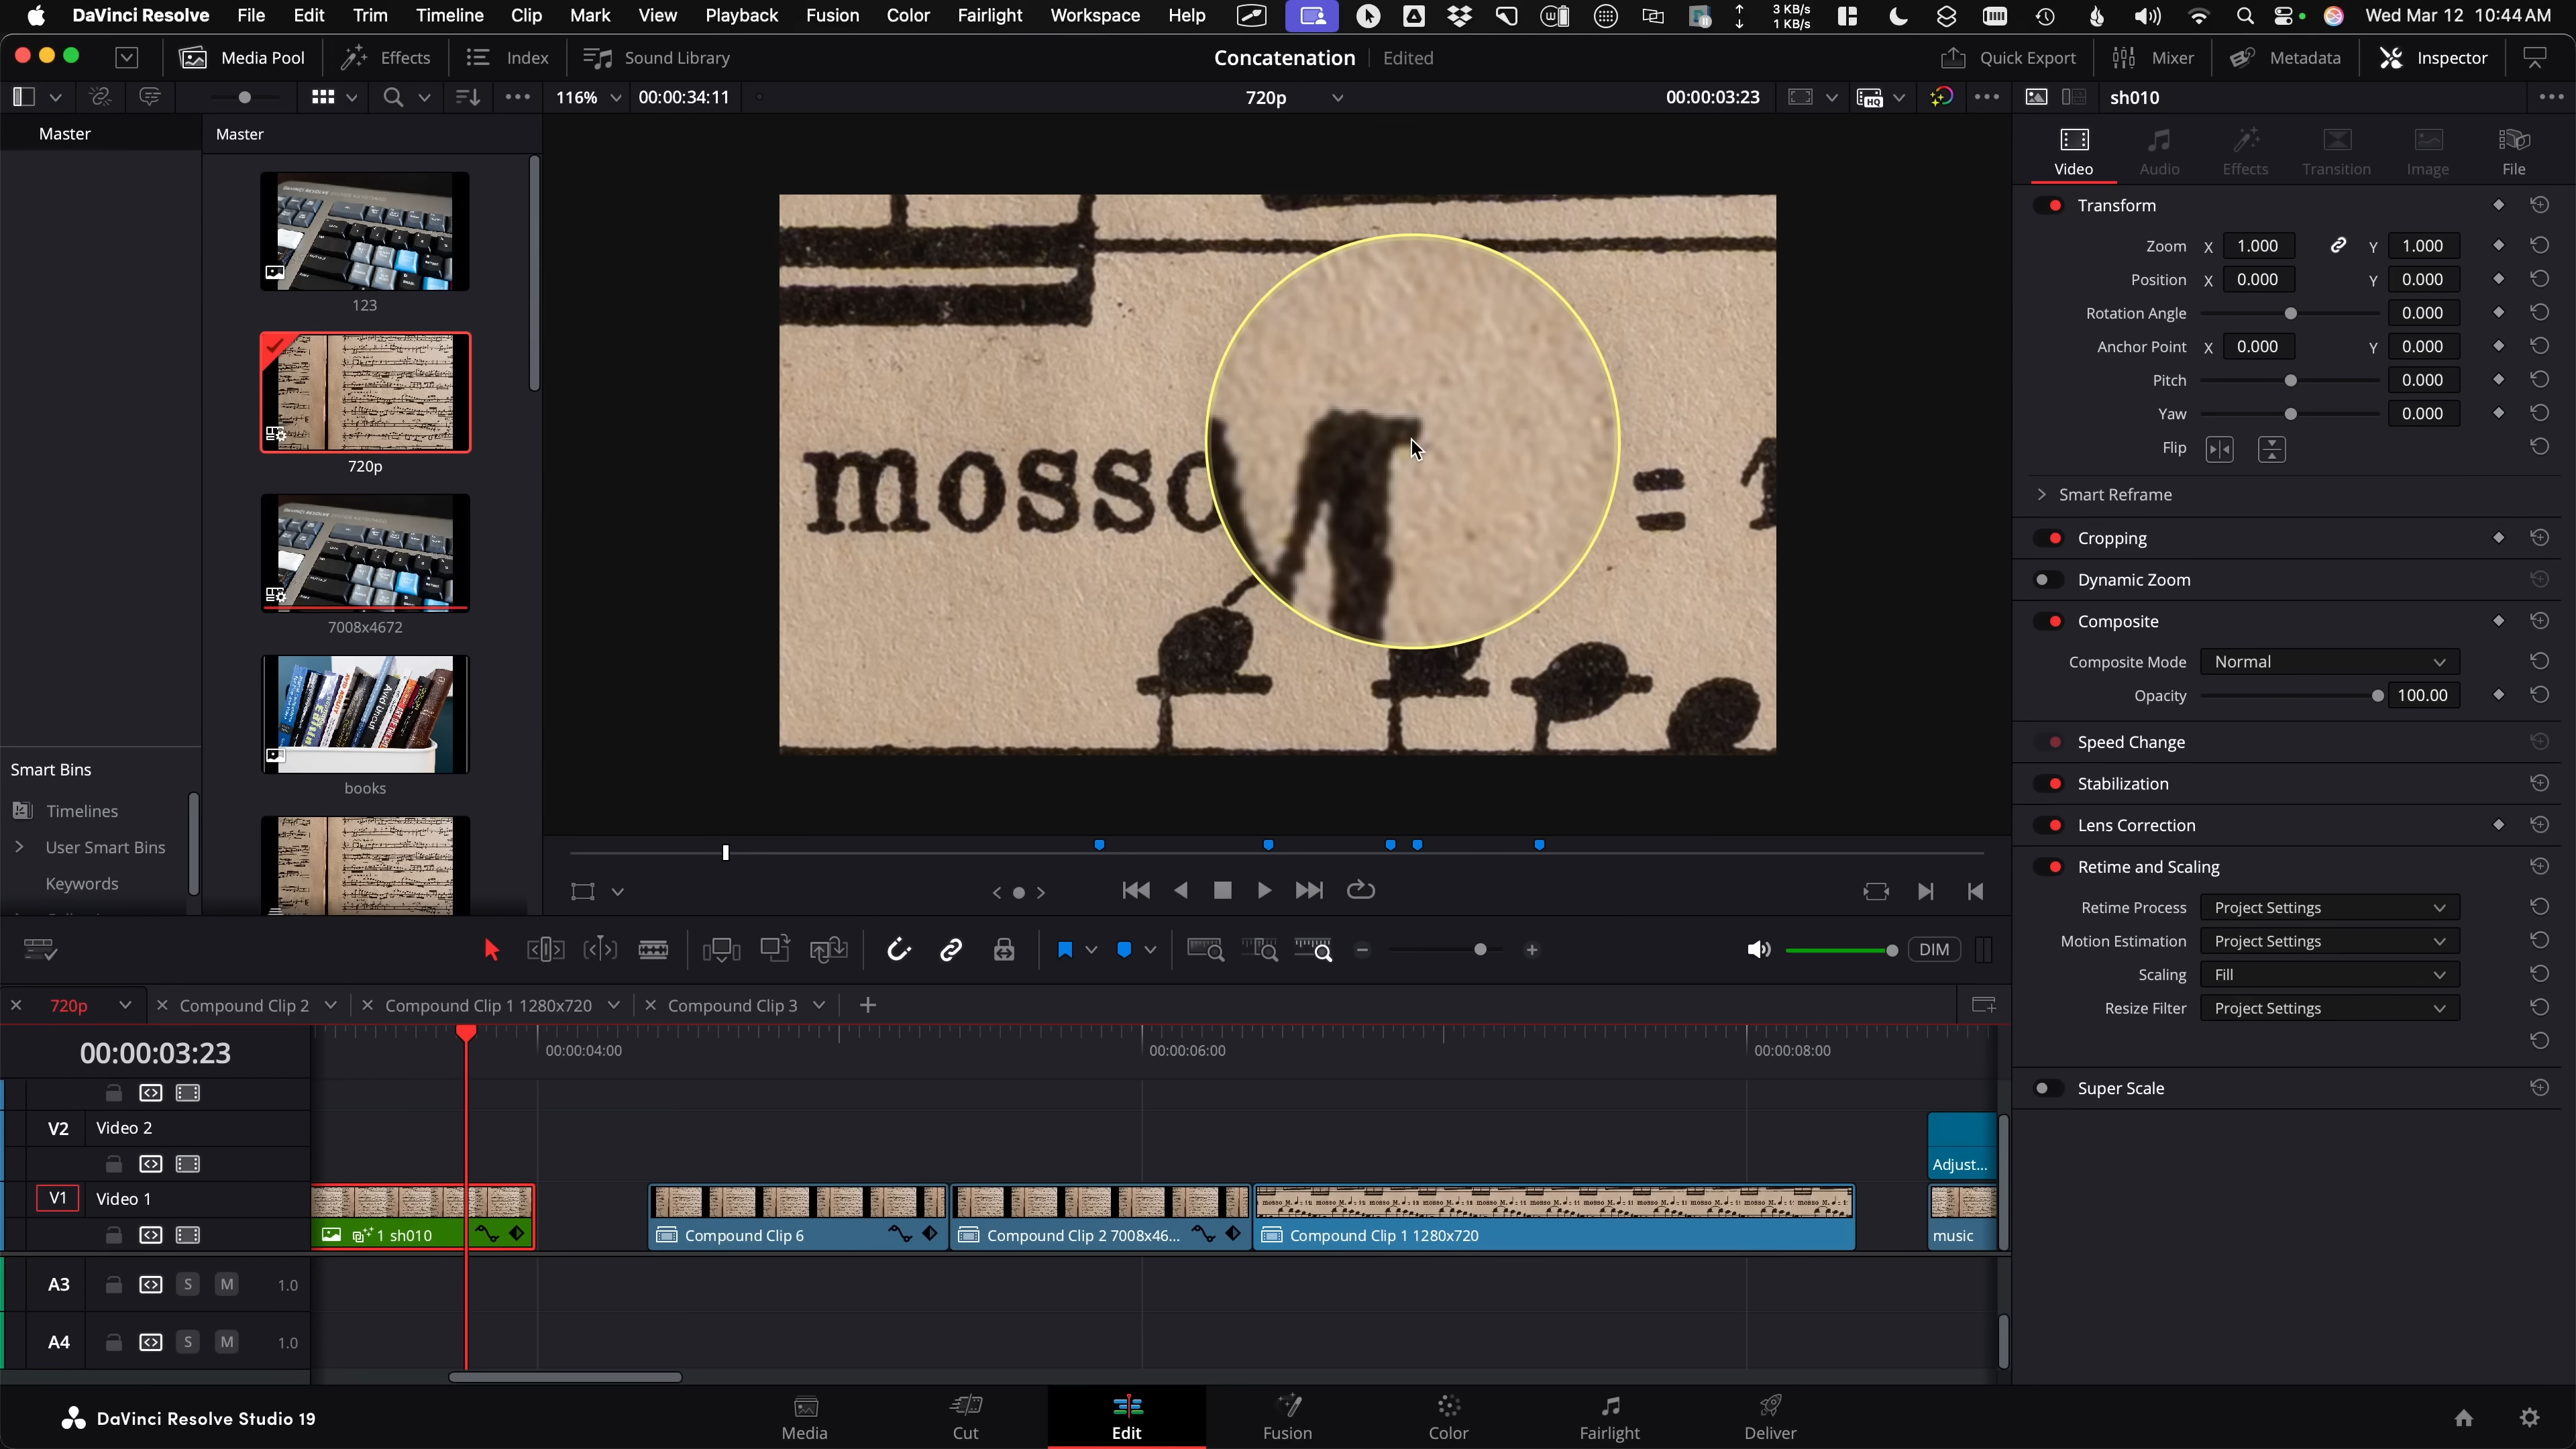 DaVinci Resolve File Edit Trim Timeline Clip Mark View Playback Fusion Color Fairlight Workspace Help 3 KB/s 1 KB/s Wed Mar 12 10:44 AM
Media Pool Effects Index Sound Library Concatenation Edited Quick Export Mixer Metadata Inspector
116% 00:00:34:11 720p 00:00:03:23 HQ sh010
Master Master
Video Audio Effects Transition Image File
123
720p
7008x4672
books
Smart Bins
Timelines
User Smart Bins
Keywords
mosso =
Transform
Zoom X 1.000 Y 1.000
Position X 0.000 Y 0.000
Rotation Angle 0.000
Anchor Point X 0.000 Y 0.000
Pitch 0.000
Yaw 0.000
Flip
Smart Reframe
Cropping
Dynamic Zoom
Composite
Composite Mode Normal
Opacity 100.00
Speed Change
Stabilization
Lens Correction
Retime and Scaling
Retime Process Project Settings
Motion Estimation Project Settings
Scaling Fill
Resize Filter Project Settings
Super Scale
DIM
720p Compound Clip 2 Compound Clip 1 1280x720 Compound Clip 3
00:00:03:23 00:00:04:00 00:00:06:00 00:00:08:00
V2 Video 2
Adjust...
V1 Video 1
1 sh010 Compound Clip 6 Compound Clip 2 7008x46... Compound Clip 1 1280x720 music
A3 S M 1.0
A4 S M 1.0
DaVinci Resolve Studio 19
Media Cut Edit Fusion Color Fairlight Deliver